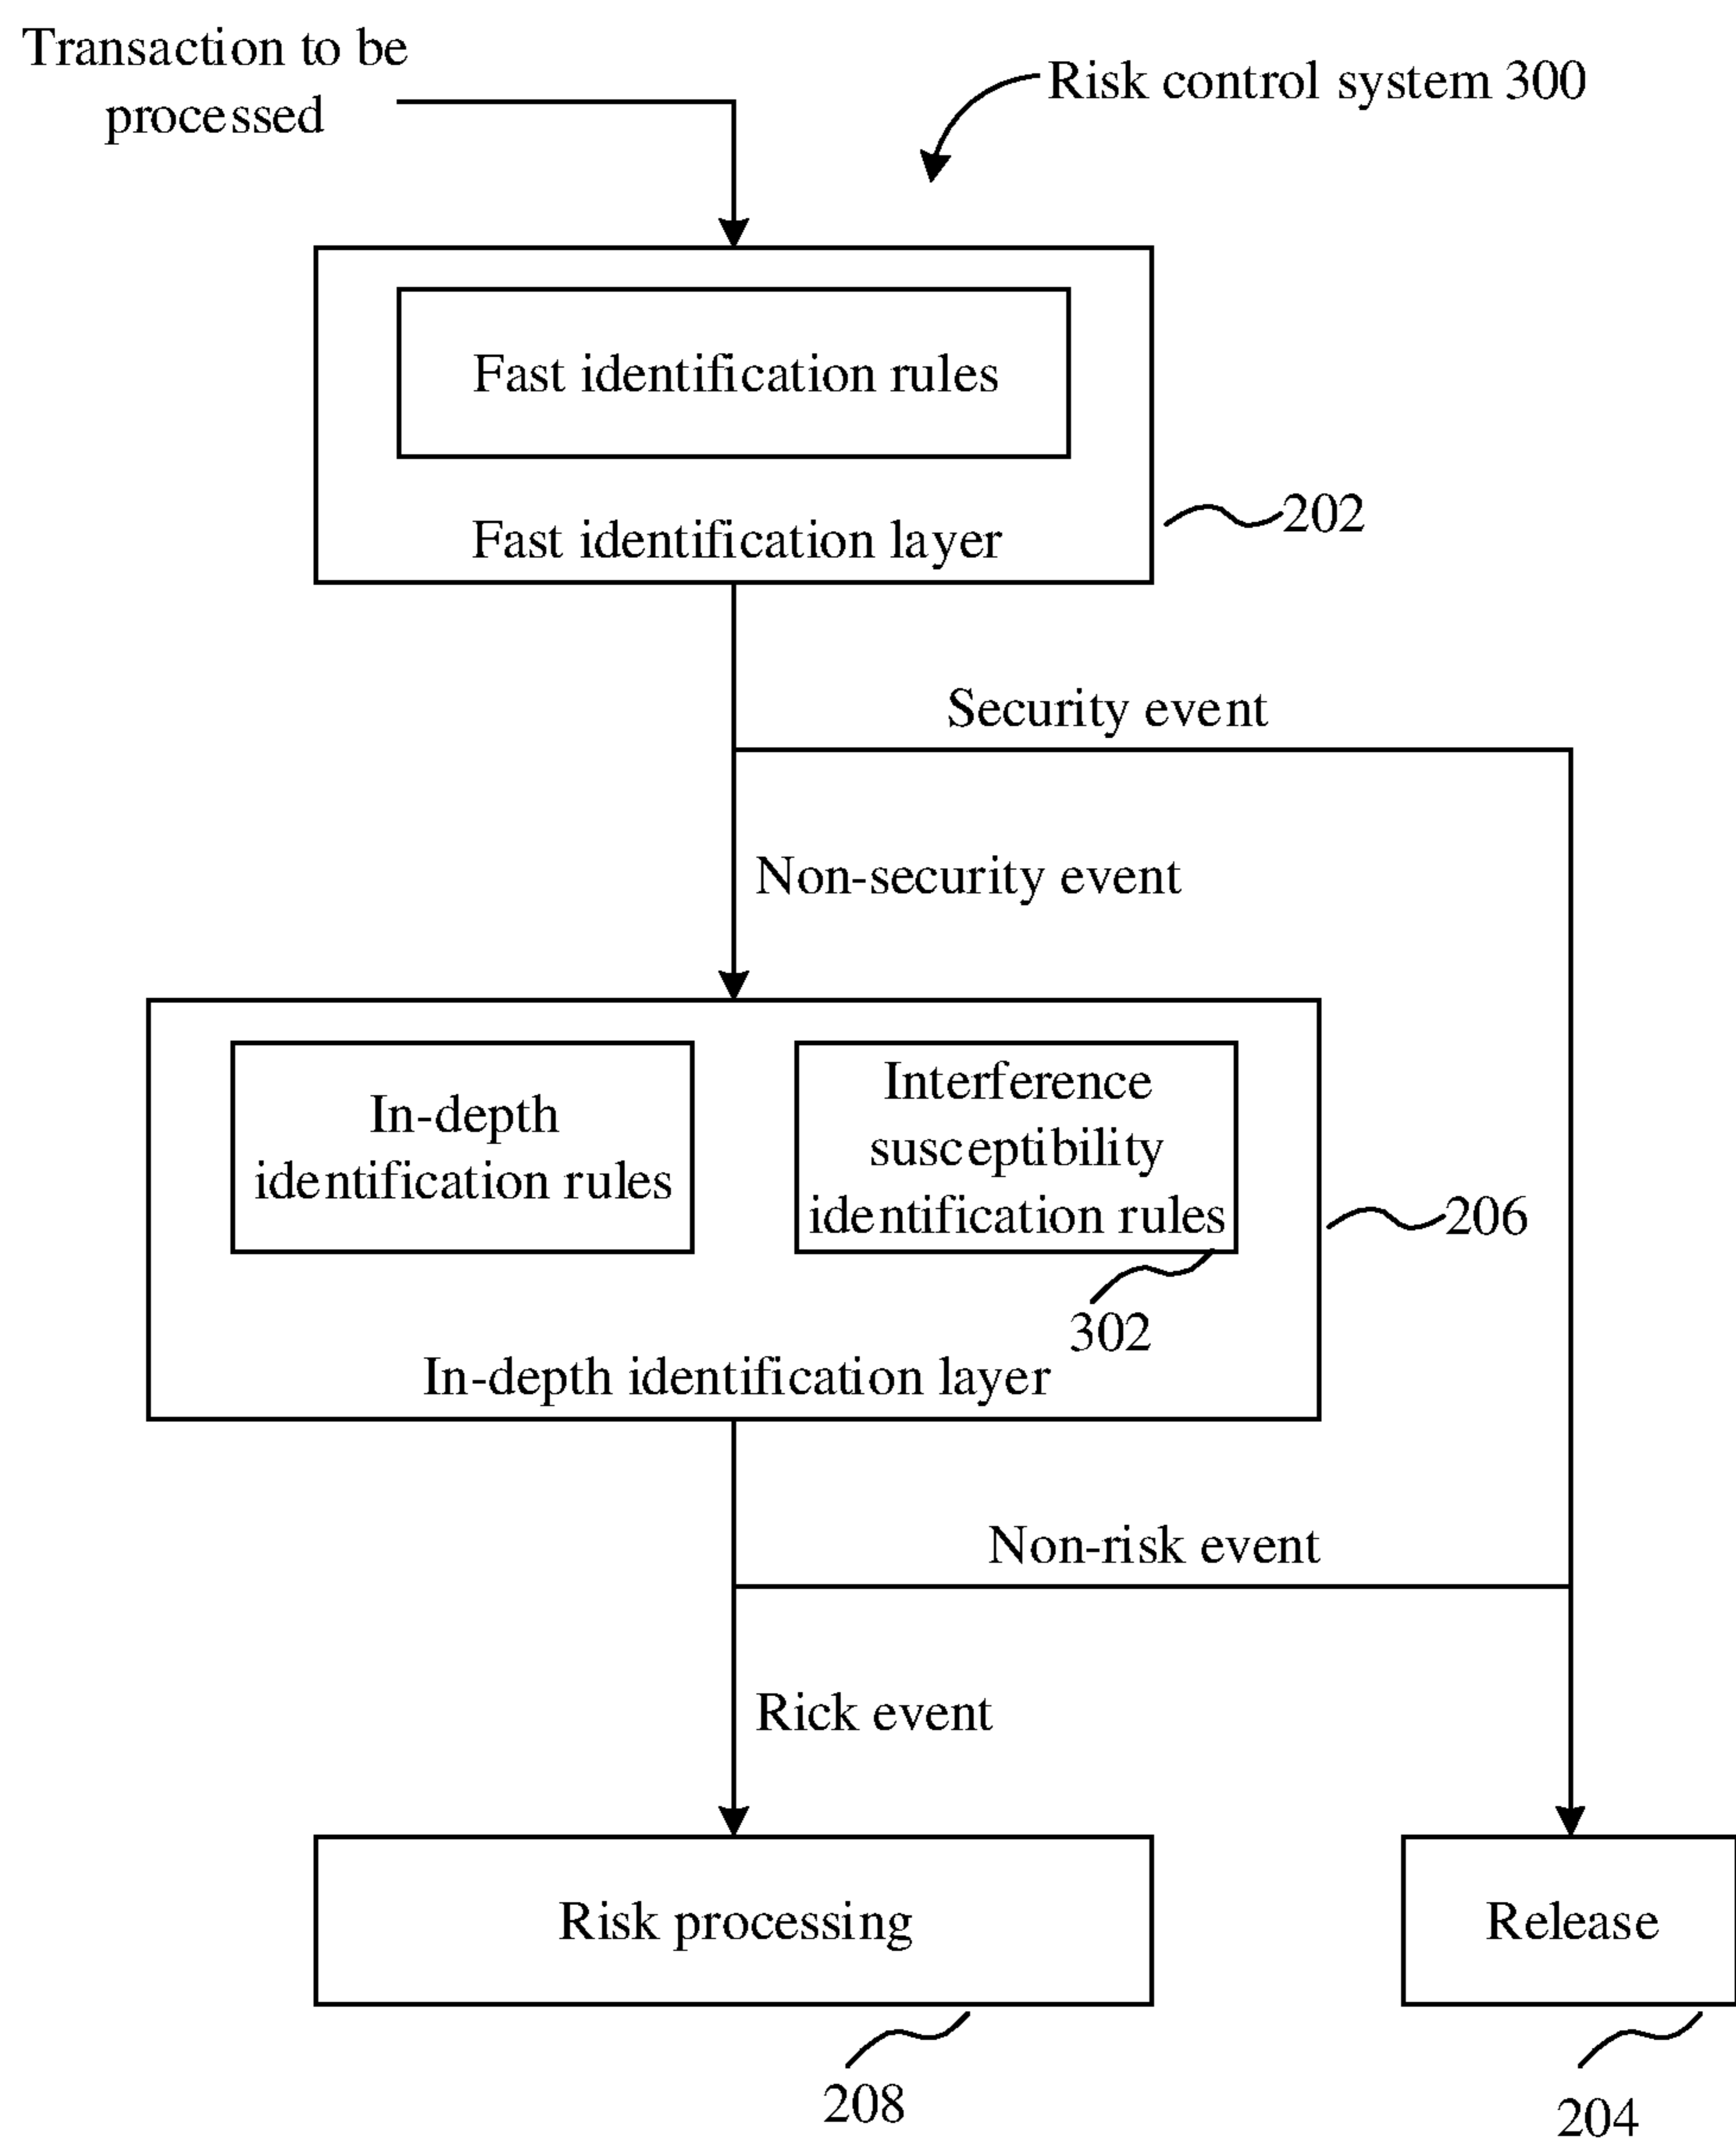 Transaction to be
processed
Risk control system 300
Fast identification rules
Fast identification layer
202
Security event
Non-security event
In-depth
identification rules
Interference
susceptibility
identification rules
206
302
In-depth identification layer
Non-risk event
Rick event
Risk processing
Release
208
204